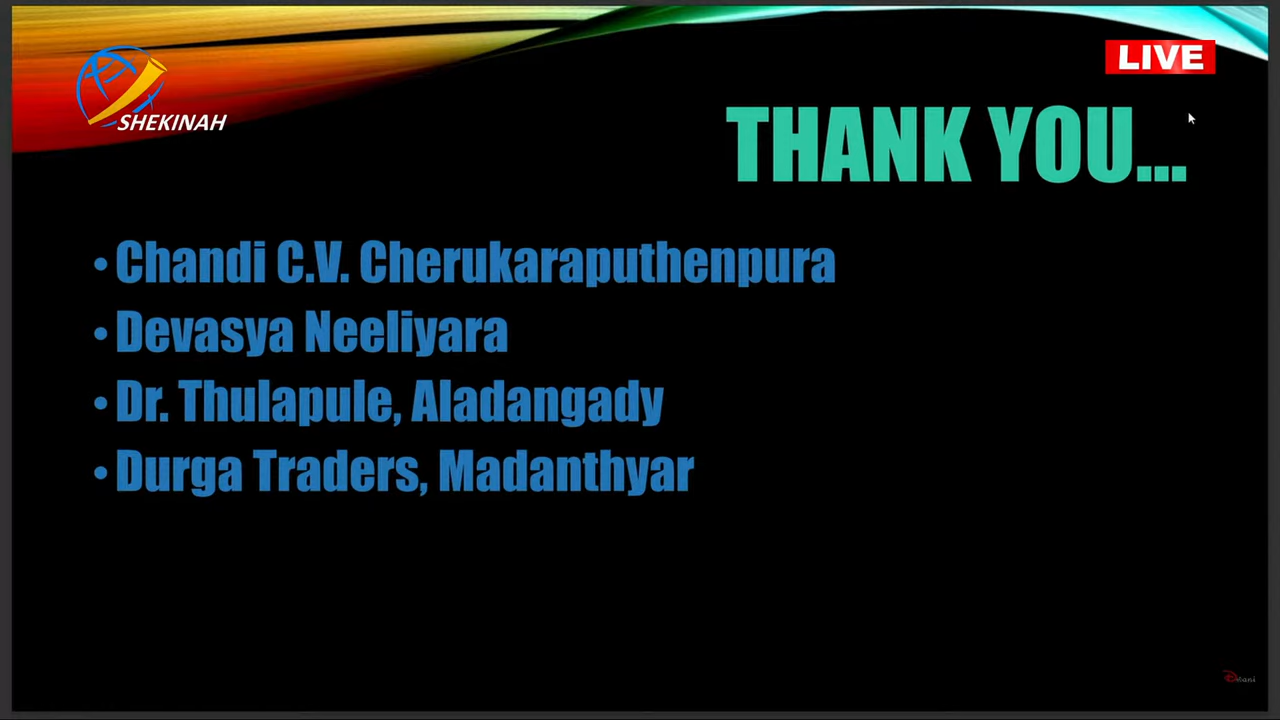 SHEKINAH
LIVE
THANK YOU...
• Chandi C.V. Cherukaraputhenpura
• Devasya Neeliyara
• Dr. Thulapule, Aladangady
• Durga Traders, Madanthyar